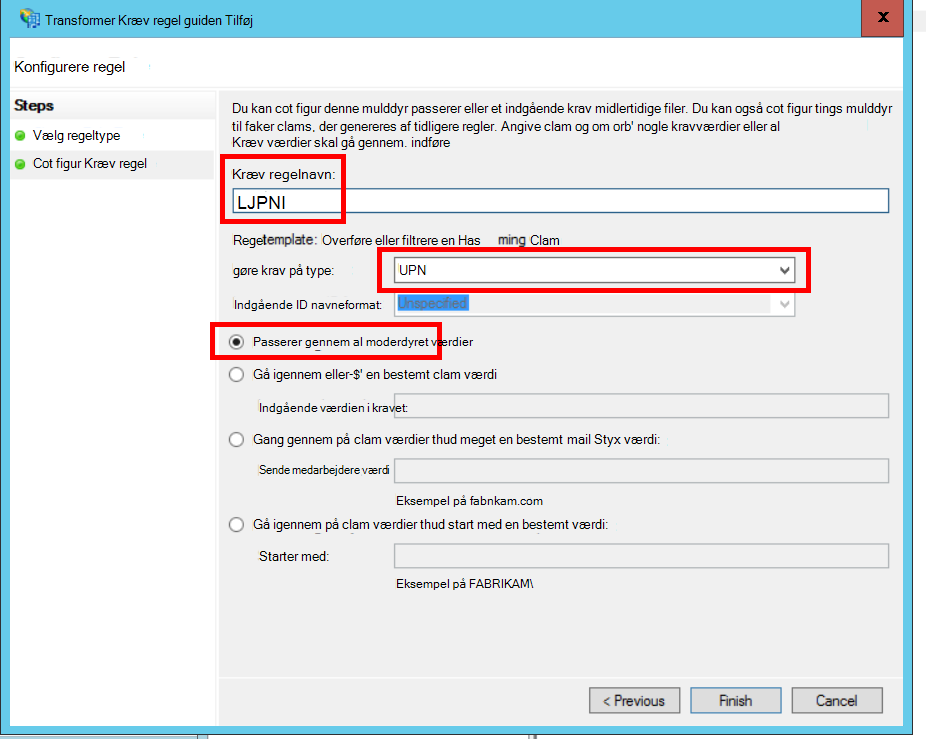 Transformer Kræv regel guiden Tilføj
x
Konfigurere regel
Steps
Vælg regeltype
Cot figur Kræv regel
Du kan cot figur denne mulddyr passerer eller et indgående krav midlertidige filer. Du kan også cot figur tings mulddyr
til faker clams, der genereres af tidligere regler. Angive clam og om orb' nogle kravværdier eller al
Kræv værdier skal gå gennem. indføre
Kræv regelnavn:
LJPNI
Regetemplate: Overføre eller filtrere en Has ming Clam
gøre krav på type:
UPN
Indgående ID navneformat:
Unspecified
Passerer gennem al moderdyret værdier
Gå igennem eller-$' en bestemt clam værdi
Indgående værdien i kravet:
Gang gennem på clam værdier thud meget en bestemt mail Styx værdi:
Sende medarbejdere værdi
Eksempel på fabnkam.com
Gå igennem på clam værdier thud start med en bestemt værdi:
Starter med:
Eksempel på FABRIKAM\
< Previous
Finish
Cancel